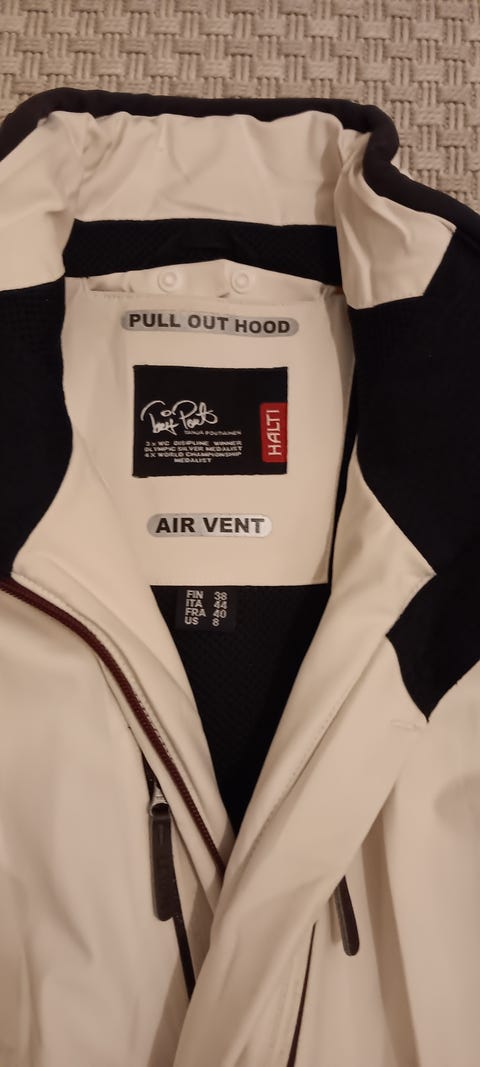 PULL OUT HOOD
TANJA POUTIAINEN
3 X WC DISIPLINE WINNER
OLYMPIC SILVER MEDALIST
4 X WORLD CHAMPIONSHIP
MEDALIST
HALTI
AIR VENT
FIN 38
ITA 44
FRA 40
US 8